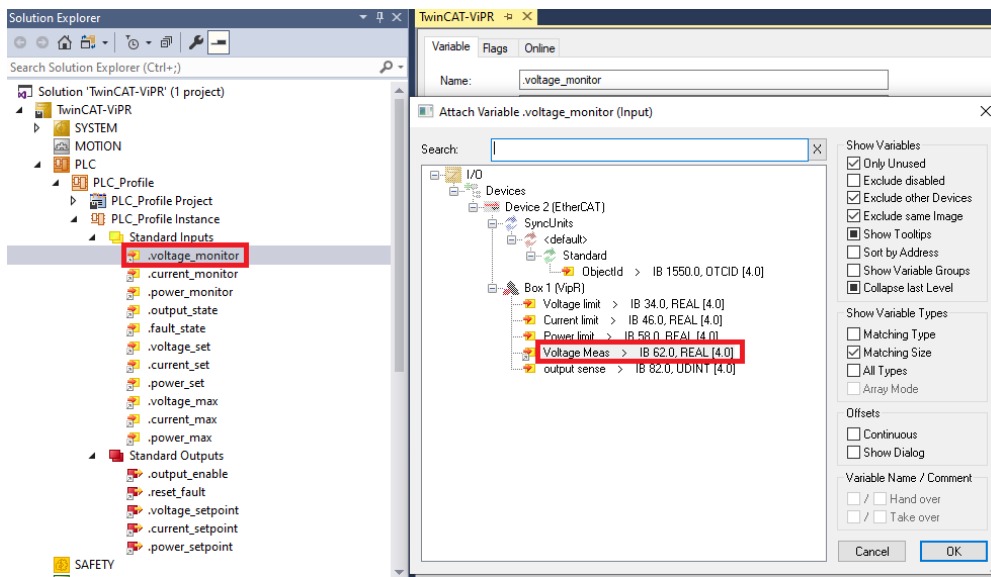 Solution Explorer
Search Solution Explorer (Ctrl+;)
Solution 'TwinCAT-ViPR' (1 project)
TwinCAT-ViPR
SYSTEM
MOTION
PLC
PLC_Profile
PLC_Profile Project
PLC_Profile Instance
Standard Inputs
.voltage_monitor
.current_monitor
.power_monitor
.output_state
.fault_state
.voltage_set
.current_set
.power_set
.voltage_max
.current_max
.power_max
Standard Outputs
.output_enable
.reset_fault
.voltage_setpoint
.current_setpoint
.power_setpoint
SAFETY
TwinCAT-ViPR
Variable Flags Online
Name: .voltage_monitor
Attach Variable .voltage_monitor (Input)
Search:
I/O
Devices
Device 2 (EtherCAT)
SyncUnits
<default>
Standard
ObjectId > IB 1550.0, OTCID [4.0]
Box 1 (VipR)
Voltage limit > IB 34.0, REAL [4.0]
Current limit > IB 46.0, REAL [4.0]
Power limit > IB 58.0, REAL [4.0]
Voltage Meas > IB 62.0, REAL [4.0]
output sense > IB 82.0, UDINT [4.0]
Show Variables
Only Unused
Exclude disabled
Exclude other Devices
Exclude same Image
Show Tooltips
Sort by Address
Show Variable Groups
Collapse last Level
Show Variable Types
Matching Type
Matching Size
All Types
Array Mode
Offsets
Continuous
Show Dialog
Variable Name / Comment
/ Hand over
/ Take over
Cancel OK